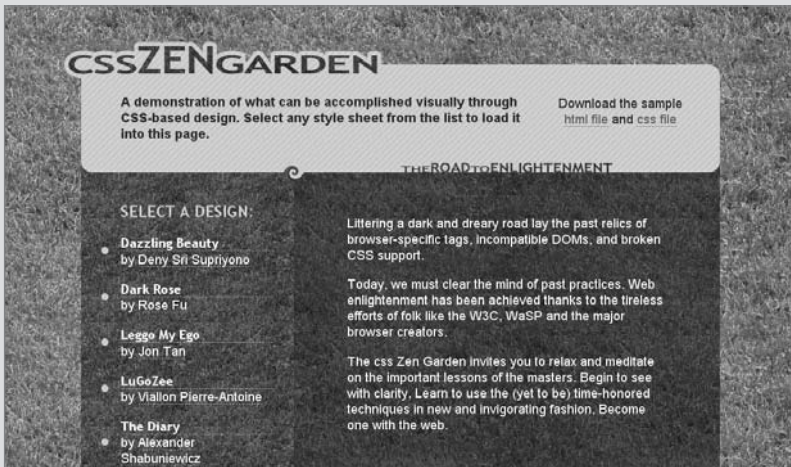 CSSZENGARDEN
A demonstration of what can be accomplished visually through
CSS-based design. Select any style sheet from the list to load it
into this page.
Download the sample
html file and css file
THEROADTOENLIGHTENMENT
SELECT A DESIGN:
Dazzling Beauty
by Deny Sri Supriyono
Dark Rose
by Rose Fu
Leggo My Ego
by Jon Tan
LuGoZee
by Viallon Pierre-Antoine
The Diary
by Alexander
Shabuniewicz
Littering a dark and dreary road lay the past relics of
browser-specific tags, incompatible DOMs, and broken
CSS support.
Today, we must clear the mind of past practices. Web
enlightenment has been achieved thanks to the tireless
efforts of folk like the W3C, WaSP and the major
browser creators.
The css Zen Garden invites you to relax and meditate
on the important lessons of the masters. Begin to see
with clarity. Learn to use the (yet to be) time-honored
techniques in new and invigorating fashion. Become
one with the web.